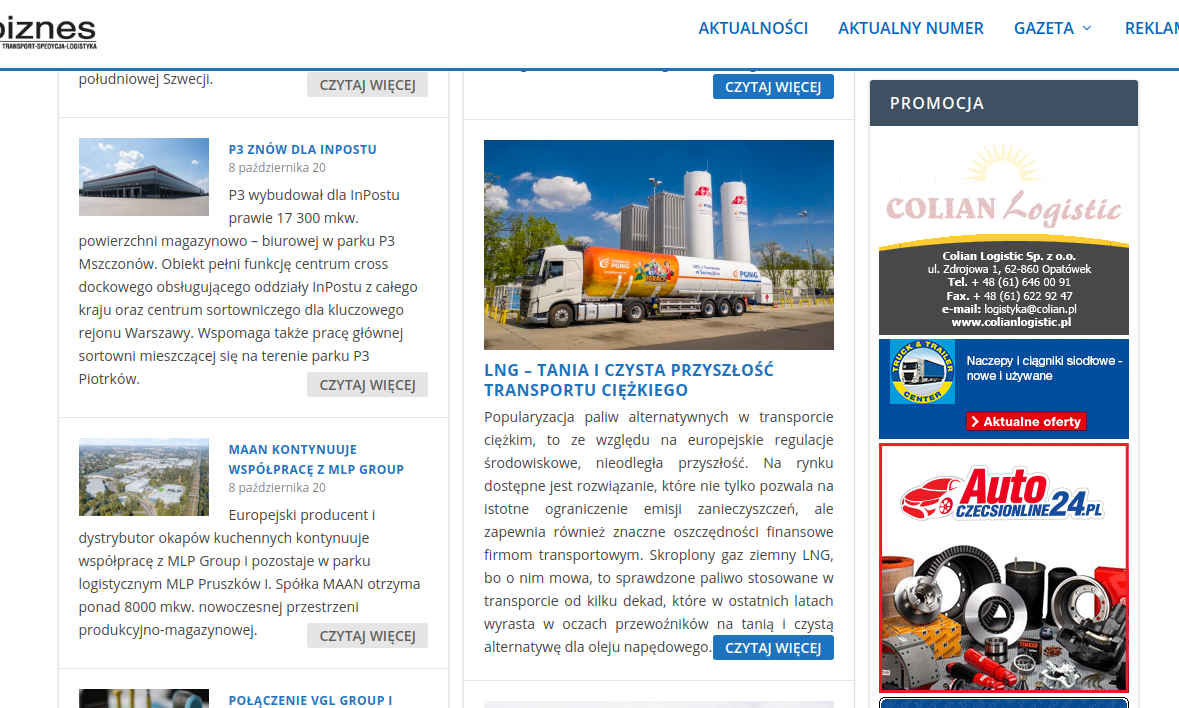 biznes
TRANSPORT-SPEDYCJA-LOGISTYKA
AKTUALNOŚCI
AKTUALNY NUMER
GAZETA
REKLAM
południowej Szwecji.
CZYTAJ WIĘCEJ
P3 ZNÓW DLA INPOSTU
8 października 20
P3 wybudował dla InPostu
prawie 17 300 mkw.
powierzchni magazynowo – biurowej w parku P3
Mszczonów. Obiekt pełni funkcję centrum cross
dockowego obsługującego oddziały InPostu z całego
kraju oraz centrum sortowniczego dla kluczowego
rejonu Warszawy. Wspomaga także pracę głównej
sortowni mieszczącej się na terenie parku P3
Piotrków.
CZYTAJ WIĘCEJ
MAAN KONTYNUUJE
WSPÓŁPRACĘ Z MLP GROUP
8 października 20
Europejski producent i
dystrybutor okapów kuchennych kontynuuje
współpracę z MLP Group i pozostaje w parku
logistycznym MLP Pruszków I. Spółka MAAN otrzyma
ponad 8000 mkw. nowoczesnej przestrzeni
produkcyjno-magazynowej.
CZYTAJ WIĘCEJ
POŁĄCZENIE VGL GROUP I
CZYTAJ WIĘCEJ
PGNiG
PGNiG
LNG – TANIA I CZYSTA PRZYSZŁOŚĆ
TRANSPORTU CIĘŻKIEGO
Popularyzacja paliw alternatywnych w transporcie
ciężkim, to ze względu na europejskie regulacje
środowiskowe, nieodległa przyszłość. Na rynku
dostępne jest rozwiązanie, które nie tylko pozwala na
istotne ograniczenie emisji zanieczyszczeń, ale
zapewnia również znaczne oszczędności finansowe
firmom transportowym. Skroplony gaz ziemny LNG,
bo o nim mowa, to sprawdzone paliwo stosowane w
transporcie od kilku dekad, które w ostatnich latach
wyrasta w oczach przewoźników na tanią i czystą
alternatywę dla oleju napędowego.
CZYTAJ WIĘCEJ
PROMOCJA
COLIAN Logistic
Colian Logistic Sp. z o.o.
ul. Zdrojowa 1, 62-860 Opatówek
Tel. + 48 (61) 646 00 91
Fax. + 48 (61) 622 92 47
e-mail: logistyka@colian.pl
www.colianlogistic.pl
TRUCK & TRAILER
CENTER
Naczepy i ciągniki siodłowe -
nowe i używane
Aktualne oferty
Auto
CZESCIONLINE24.PL